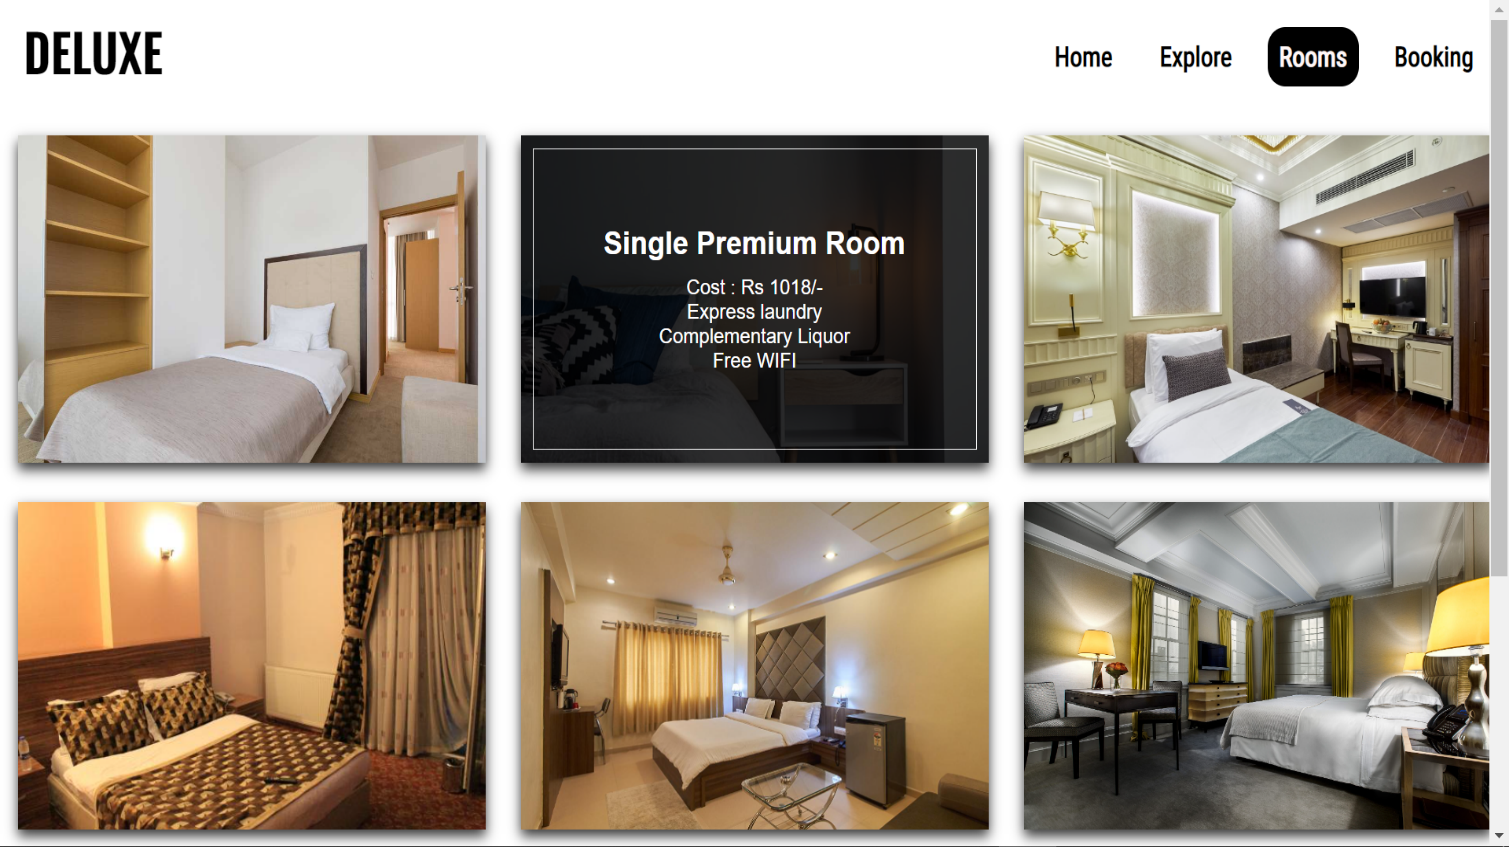 DELUXE
Home Explore Rooms Booking
Single Premium Room
Cost : Rs 1018/-
Express laundry
Complementary Liquor
Free WIFI